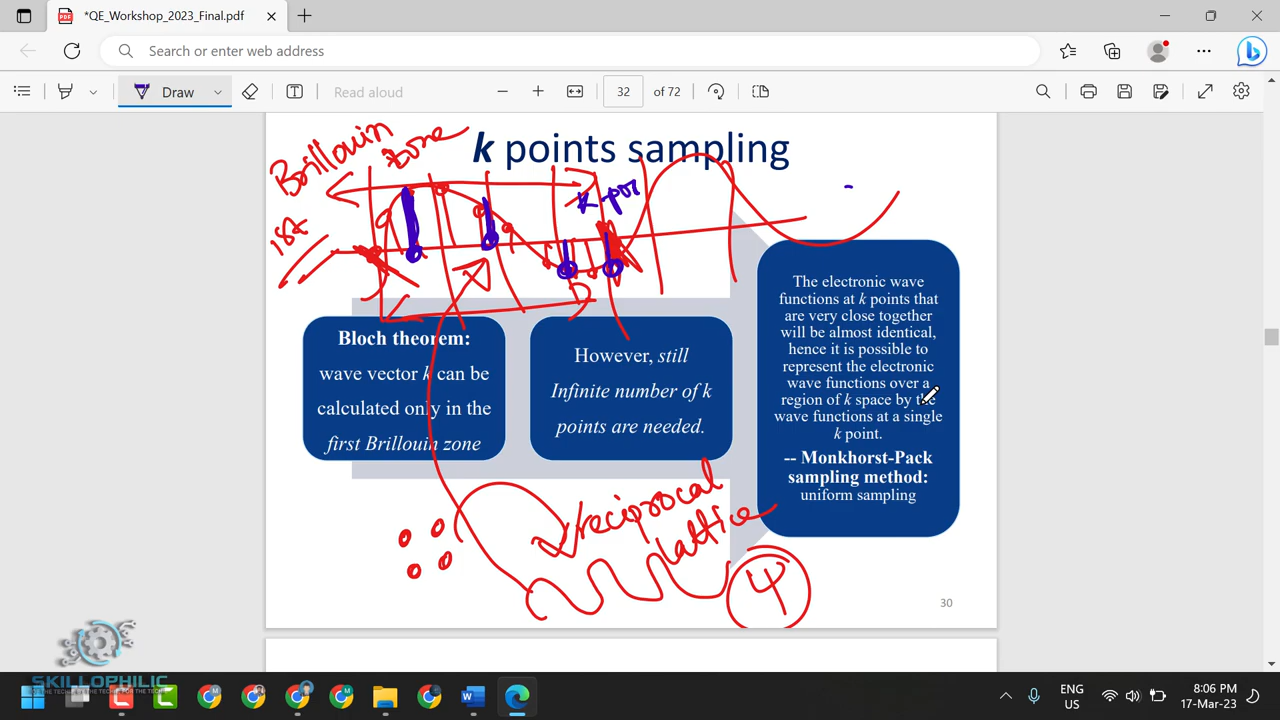 *QE_Workshop_2023_Final.pdf
Search or enter web address
Draw
Read aloud
32 of 72
k points sampling
Brillouin
zone
1st
K-poi
Bloch theorem:
wave vector k can be
calculated only in the
first Brillouin zone
However, still
Infinite number of k
points are needed.
The electronic wave
functions at k points that
are very close together
will be almost identical,
hence it is possible to
represent the electronic
wave functions over a
region of k space by the
wave functions at a single
k point.
-- Monkhorst-Pack
sampling method:
uniform sampling
reciprocal
lattice
Ψ
30
SKILLOPHILIC
ENG
US
8:06 PM
17-Mar-23